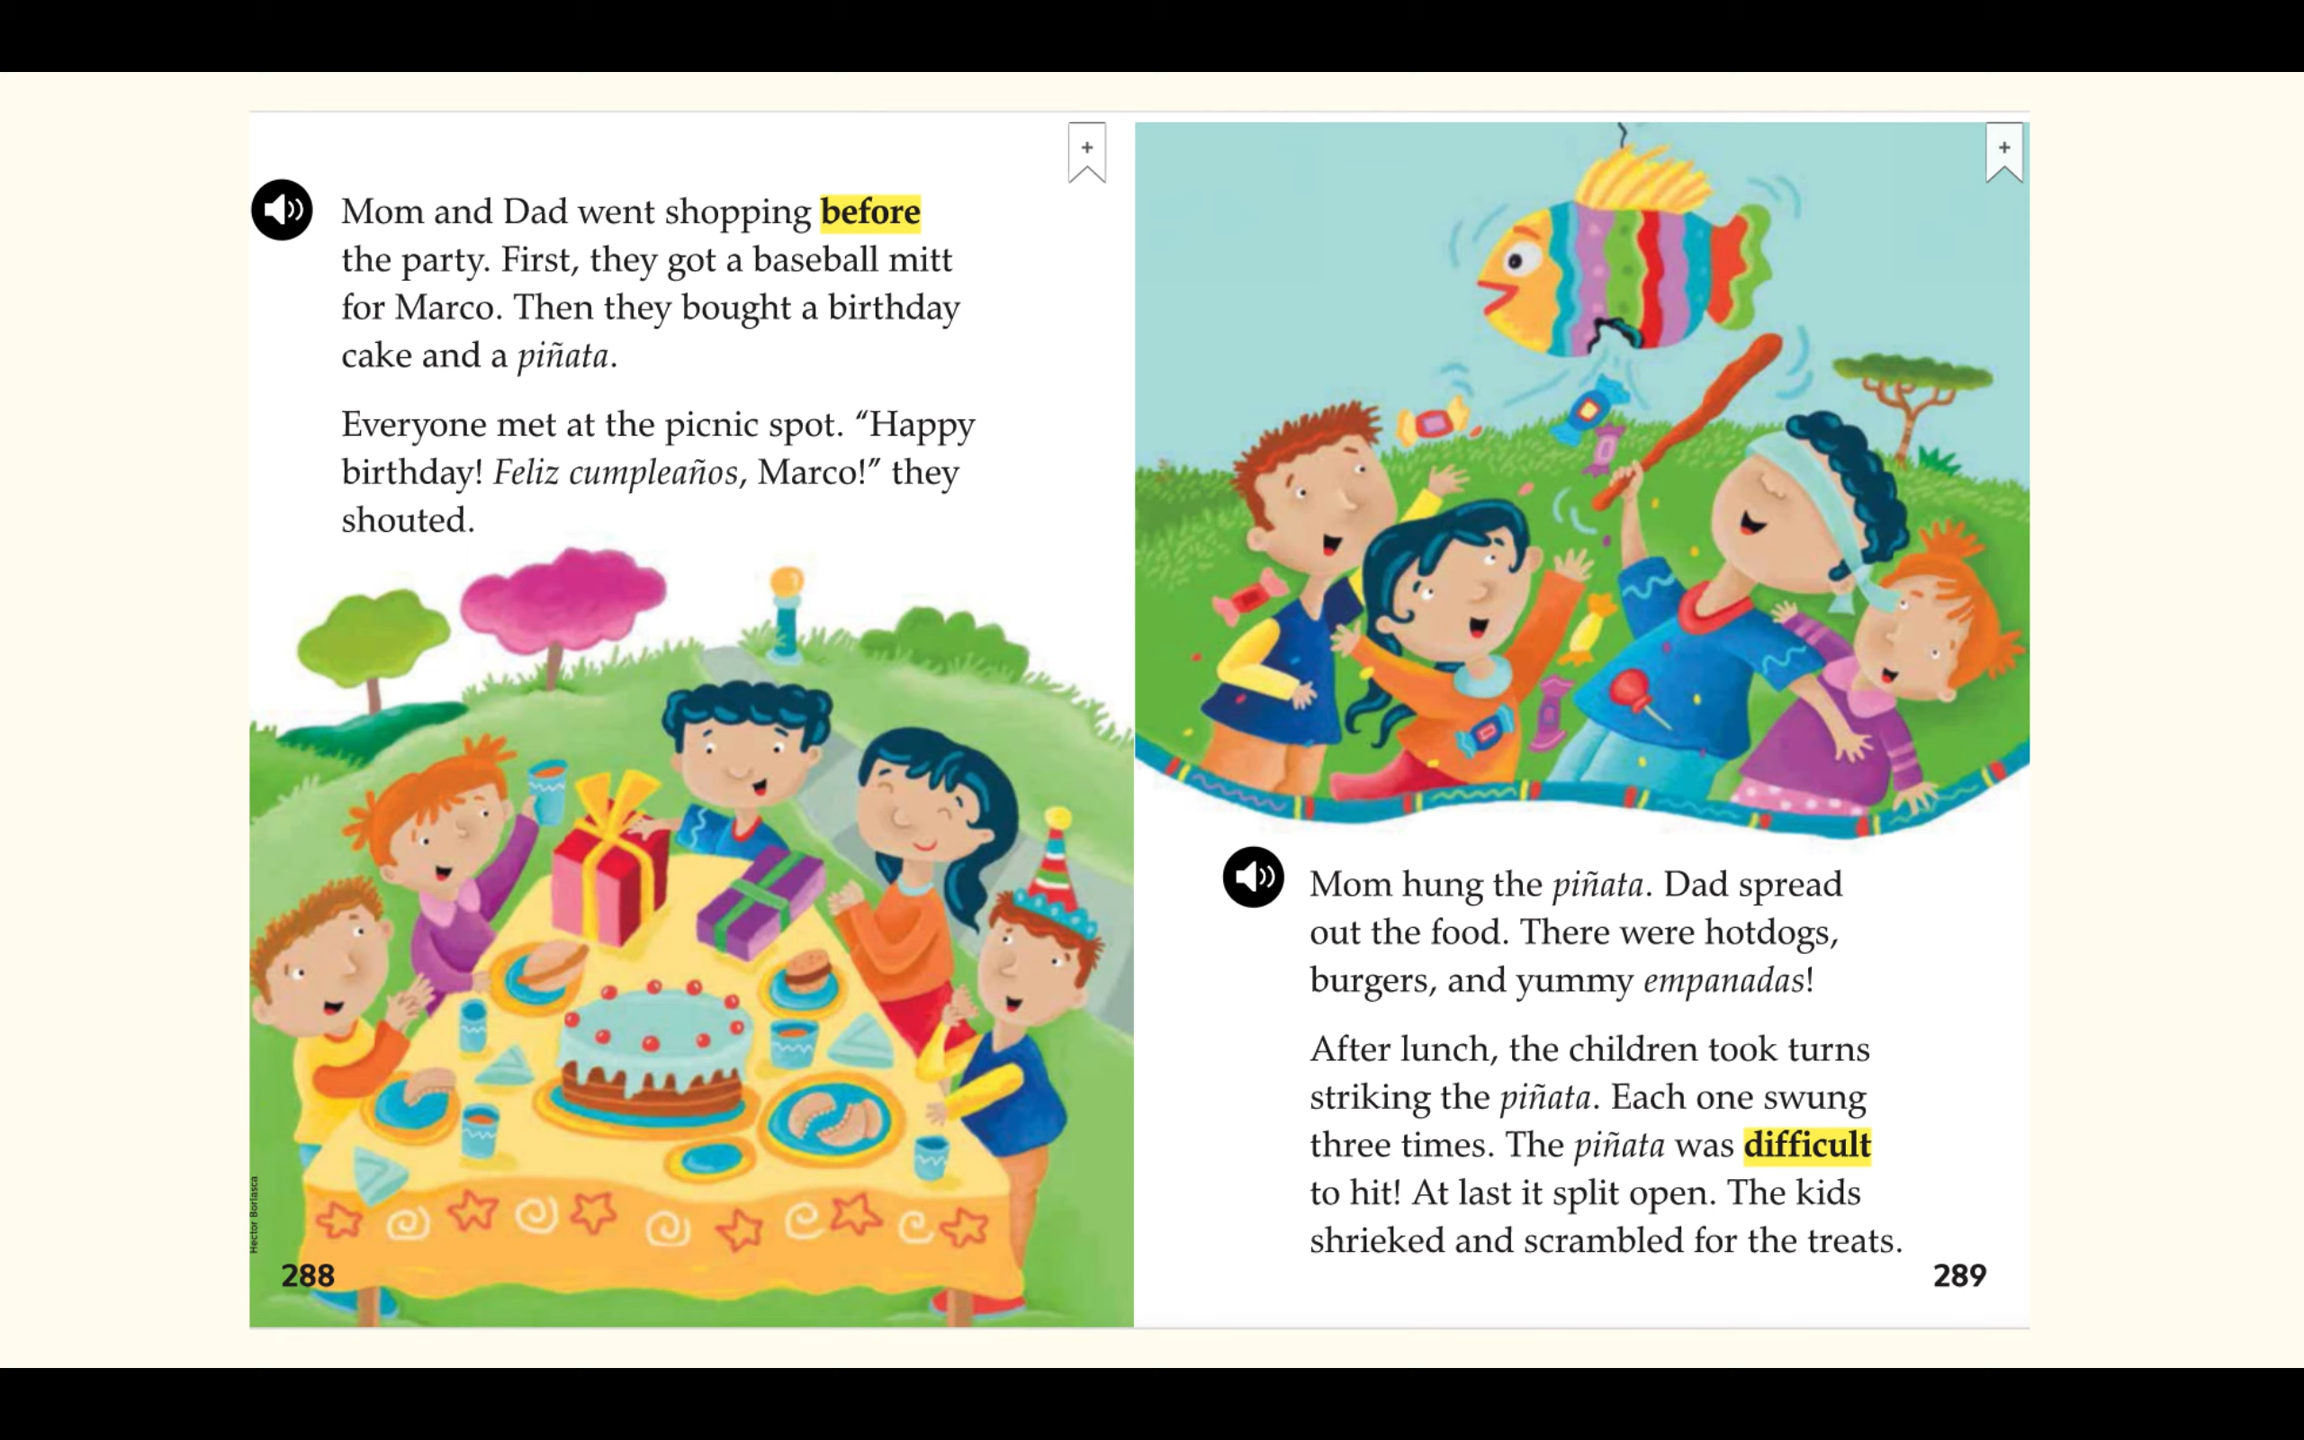 Mom and Dad went shopping before
the party. First, they got a baseball mitt
for Marco. Then they bought a birthday
cake and a piñata.
Everyone met at the picnic spot. “Happy
birthday! Feliz cumpleaños, Marco!” they
shouted.
Hector Borlasca
288
Mom hung the piñata. Dad spread
out the food. There were hotdogs,
burgers, and yummy empanadas!
After lunch, the children took turns
striking the piñata. Each one swung
three times. The piñata was difficult
to hit! At last it split open. The kids
shrieked and scrambled for the treats.
289